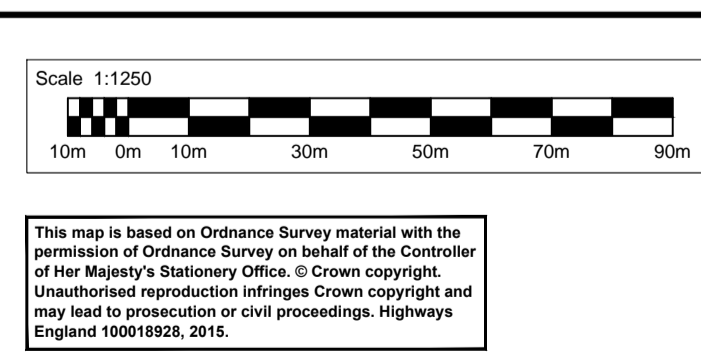 Scale 1:1250
10m 0m 10m 30m 50m 70m 90m
This map is based on Ordnance Survey material with the
permission of Ordnance Survey on behalf of the Controller
of Her Majesty's Stationery Office. © Crown copyright.
Unauthorised reproduction infringes Crown copyright and
may lead to prosecution or civil proceedings. Highways
England 100018928, 2015.